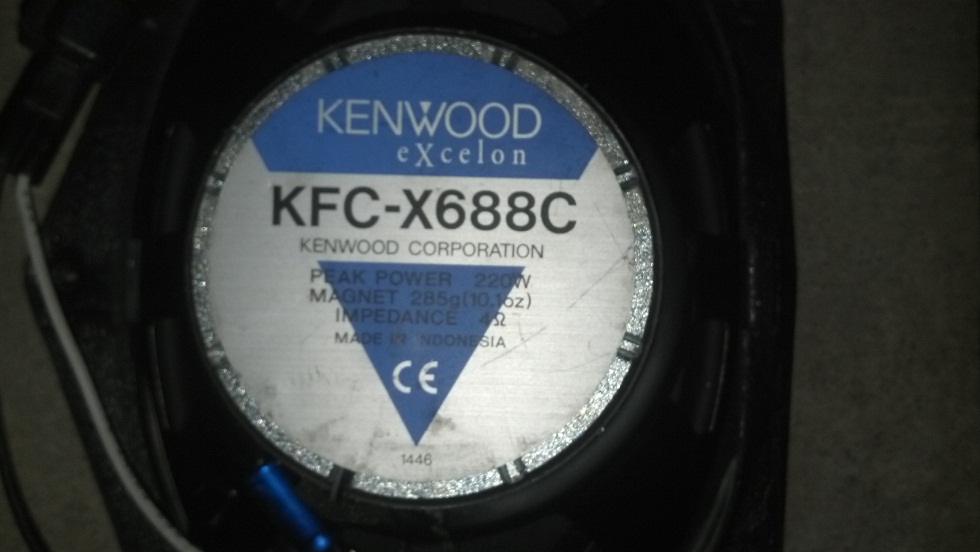 KENWOOD
eXcelon
KFC-X688C
KENWOOD CORPORATION
PEAK POWER 220W
MAGNET 285g(10.1oz)
IMPEDANCE 4Ω
MADE IN INDONESIA
CE
1446